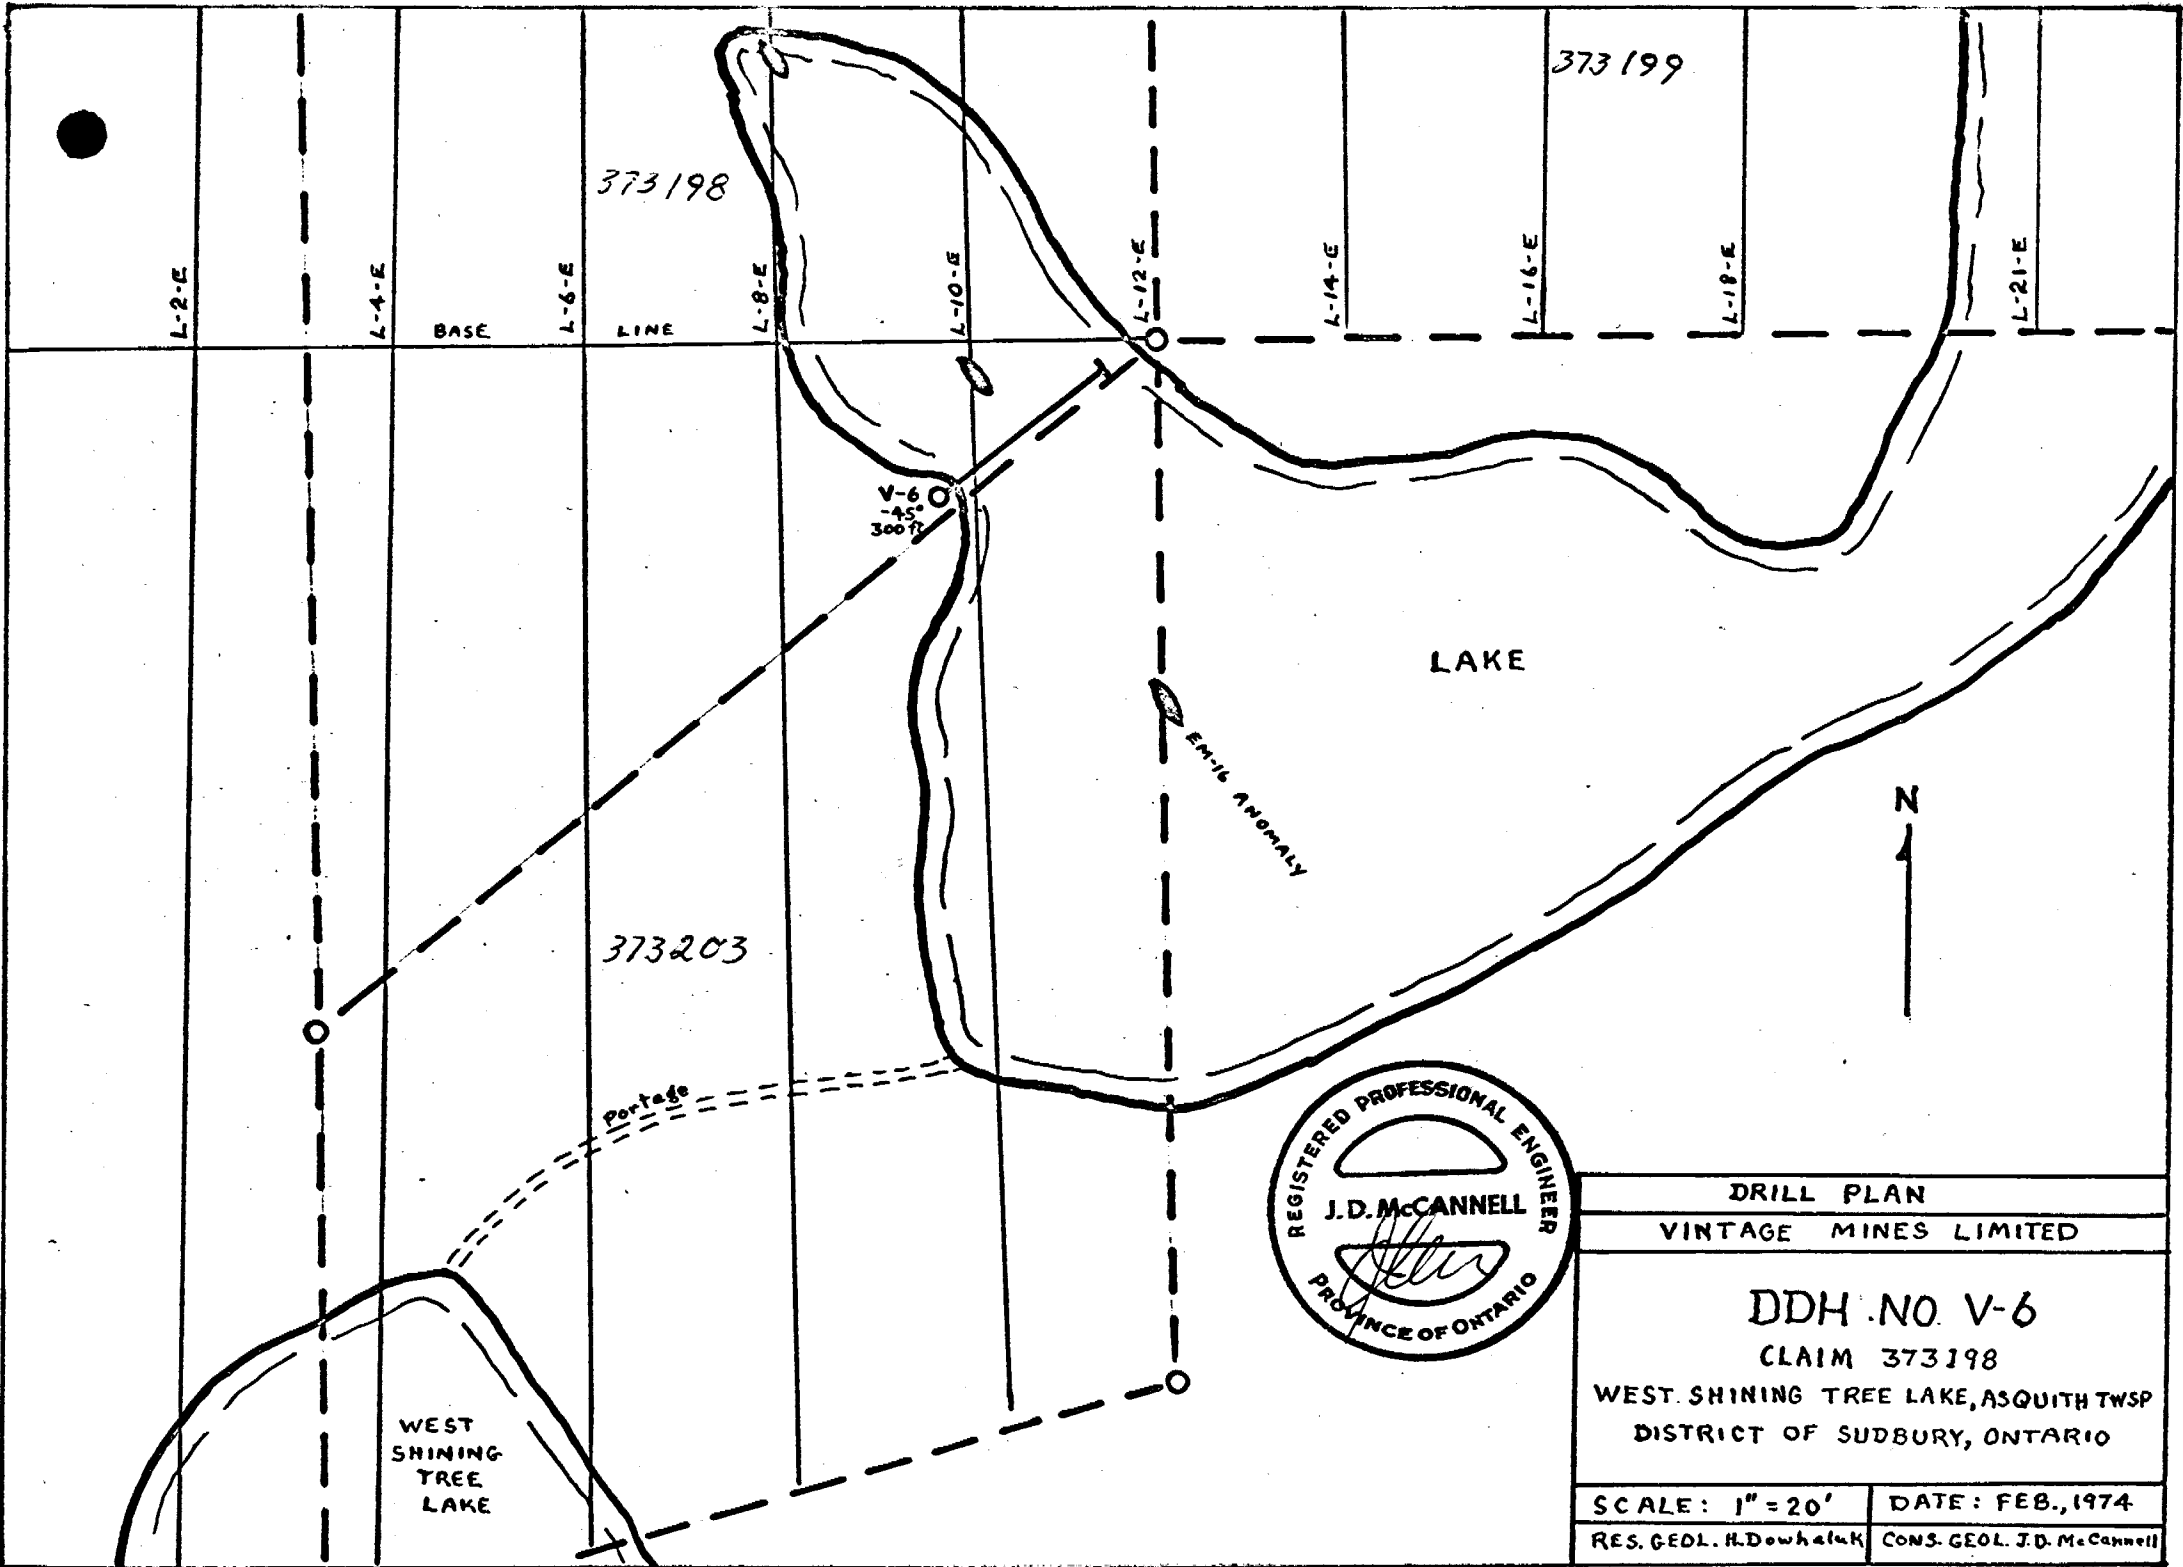 373199
373198
L-2-E
L-4-E
L-6-E
L-8-E
L-10-E
L-12-E
L-14-E
L-16-E
L-18-E
L-21-E
BASE LINE
V-6
-45°
300 ft
LAKE
EM-16 ANOMALY
N
373203
Portage
WEST
SHINING
TREE
LAKE
REGISTERED PROFESSIONAL ENGINEER
J.D. McCANNELL
PROVINCE OF ONTARIO
DRILL PLAN
VINTAGE MINES LIMITED
DDH NO. V-6
CLAIM 373198
WEST. SHINING TREE LAKE, ASQUITH TWSP
DISTRICT OF SUDBURY, ONTARIO
SCALE: 1" = 20' DATE: FEB., 1974
RES. GEOL. H. Dowhaluk CONS. GEOL. J.D. McCannell